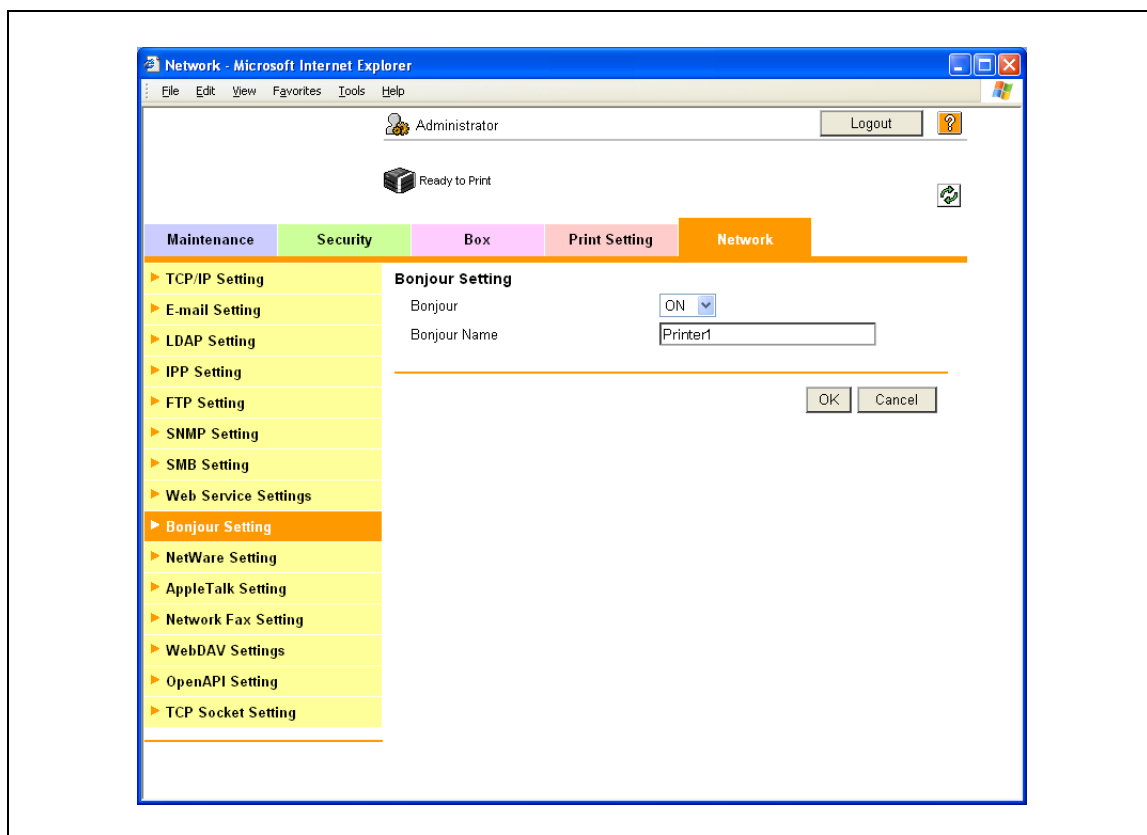 Network - Microsoft Internet Explorer
File Edit View Favorites Tools Help
Administrator
Logout
?
Ready to Print
Maintenance Security Box Print Setting Network
TCP/IP Setting
E-mail Setting
LDAP Setting
IPP Setting
FTP Setting
SNMP Setting
SMB Setting
Web Service Settings
Bonjour Setting
NetWare Setting
AppleTalk Setting
Network Fax Setting
WebDAV Settings
OpenAPI Setting
TCP Socket Setting
Bonjour Setting
Bonjour ON
Bonjour Name Printer1
OK Cancel